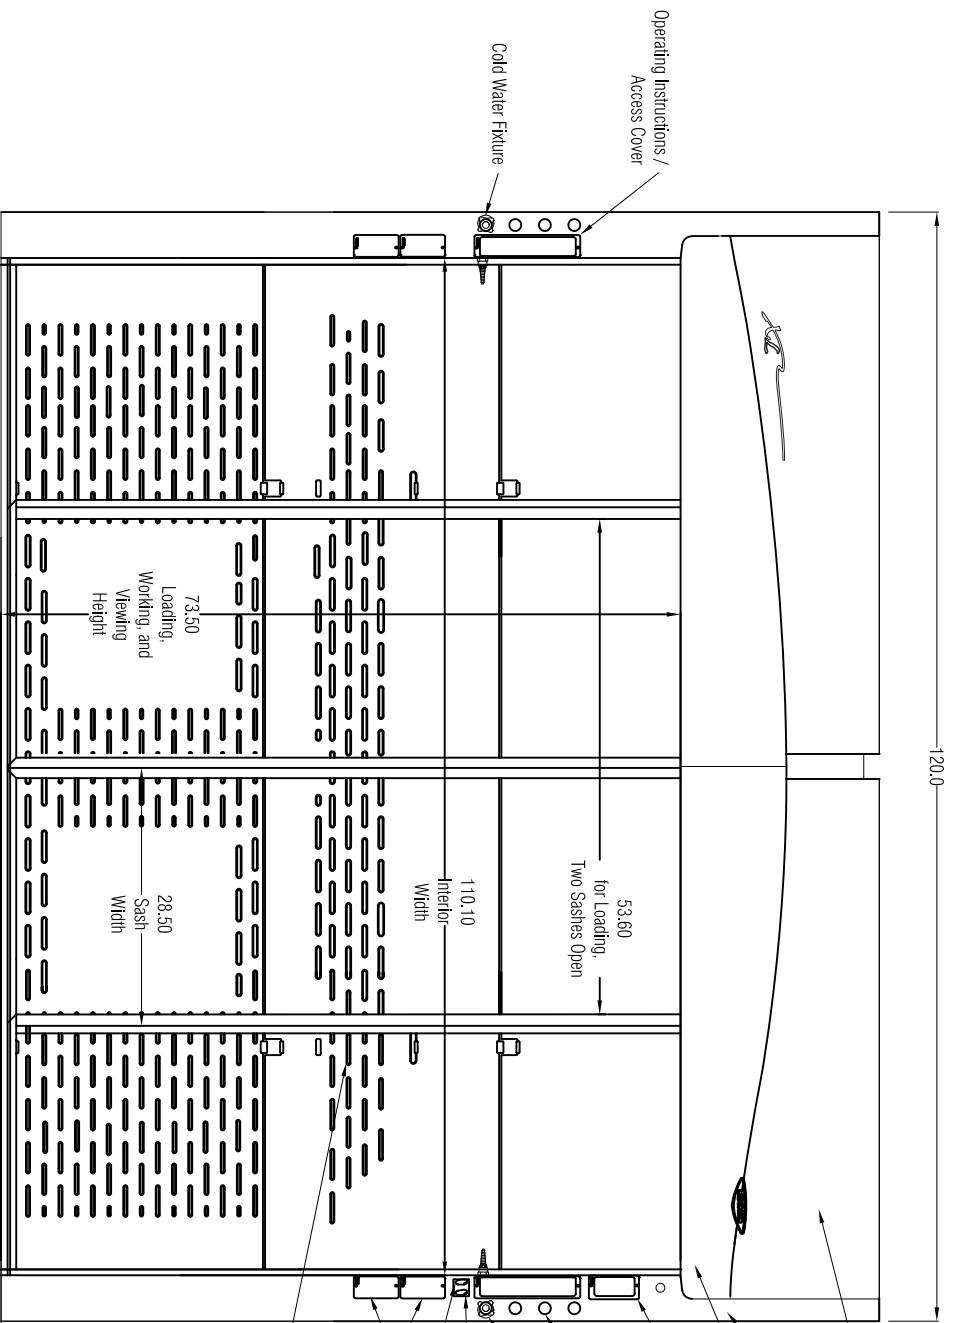 Operating Instructions /
Access Cover
Cold Water Fixture
120.0
53.60
for Loading,
Two Sashes Open
110.10
Interior
Width
73.50
Loading,
Working, and
Viewing
Height
28.50
Sash
Width